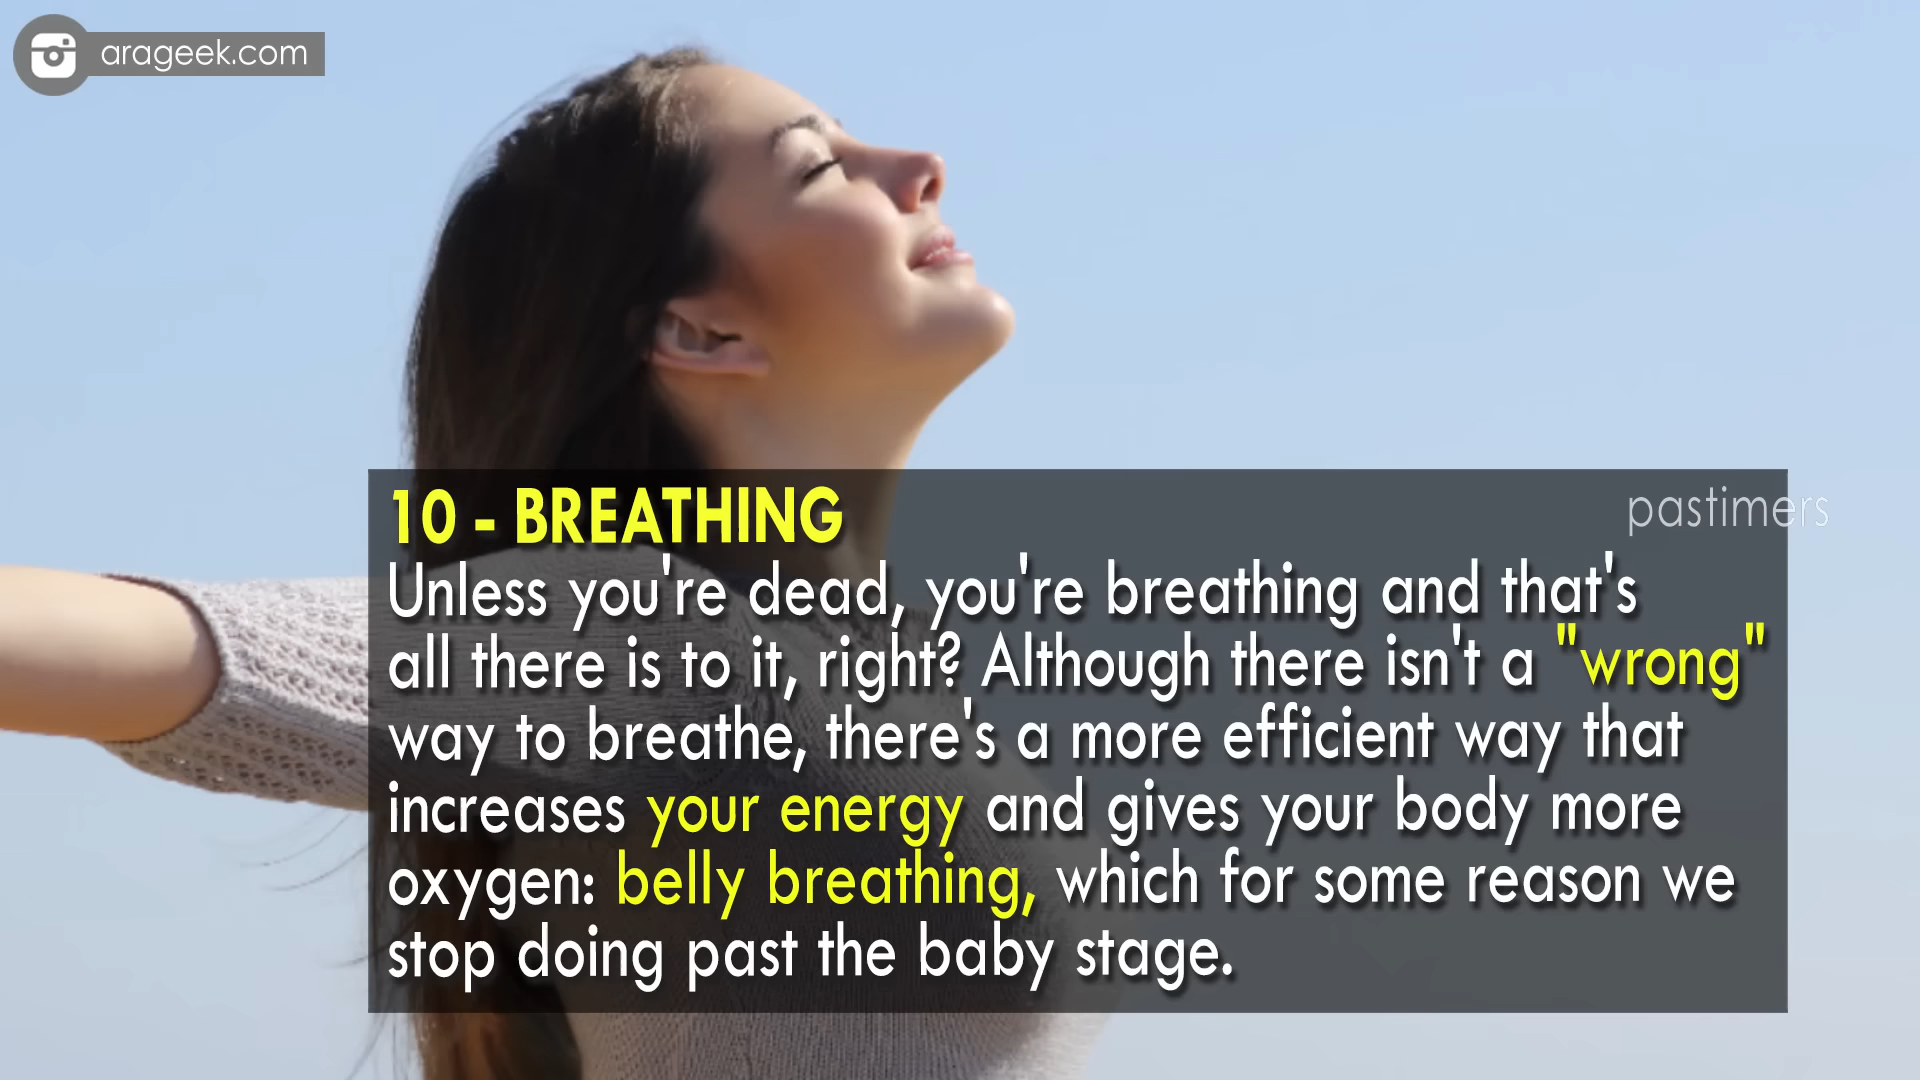 arageek.com
10 - BREATHING
pastimers
Unless you're dead, you're breathing and that's
all there is to it, right? Although there isn't a "wrong"
way to breathe, there's a more efficient way that
increases your energy and gives your body more
oxygen: belly breathing, which for some reason we
stop doing past the baby stage.